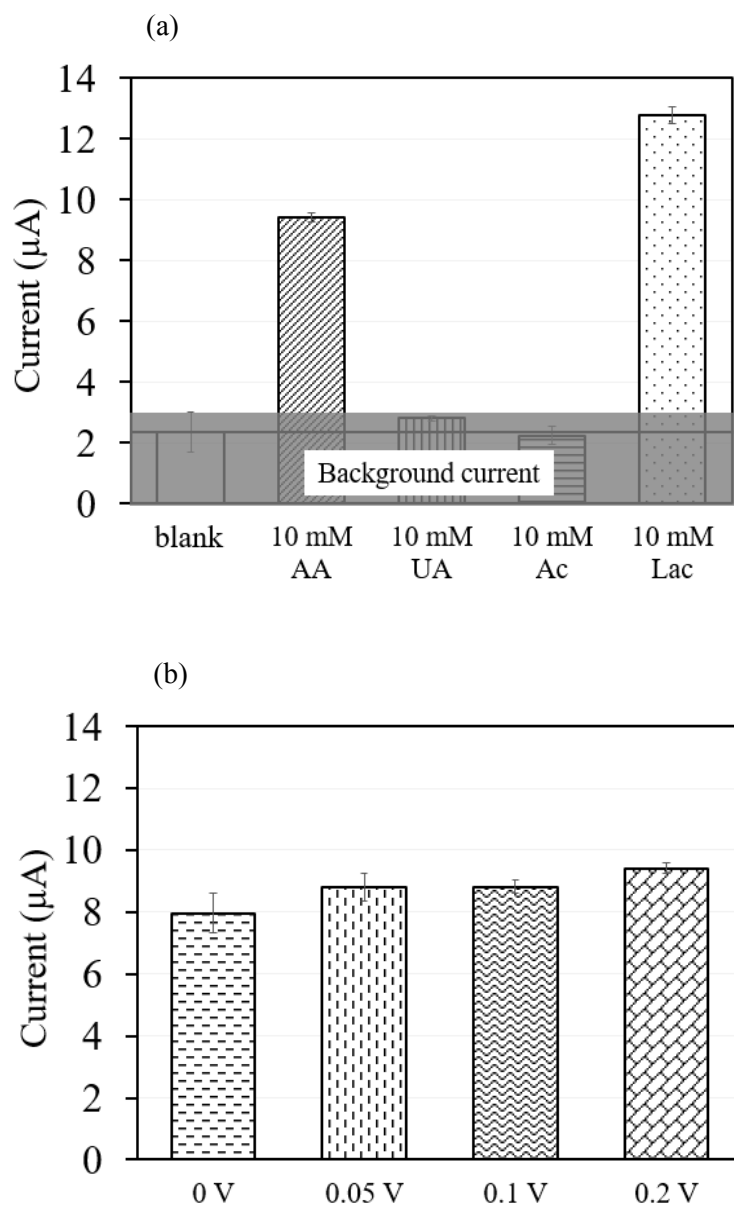 (a)
14
12
10
8
6
4
2
0
Current (μA)
Background current
blank 10 mM 10 mM 10 mM 10 mM
AA UA Ac Lac
(b)
14
12
10
8
6
4
2
0
Current (μA)
0 V 0.05 V 0.1 V 0.2 V